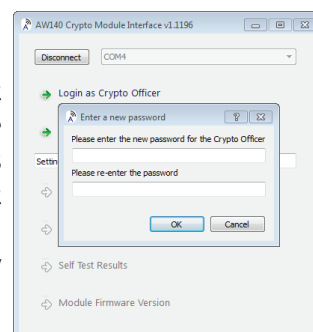 AW140 Crypto Module Interface v1.1196
Disconnect COM4
Login as Crypto Officer
Enter a new password
Please enter the new password for the Crypto Officer
Settin
Please re-enter the password
OK Cancel
Self Test Results
Module Firmware Version